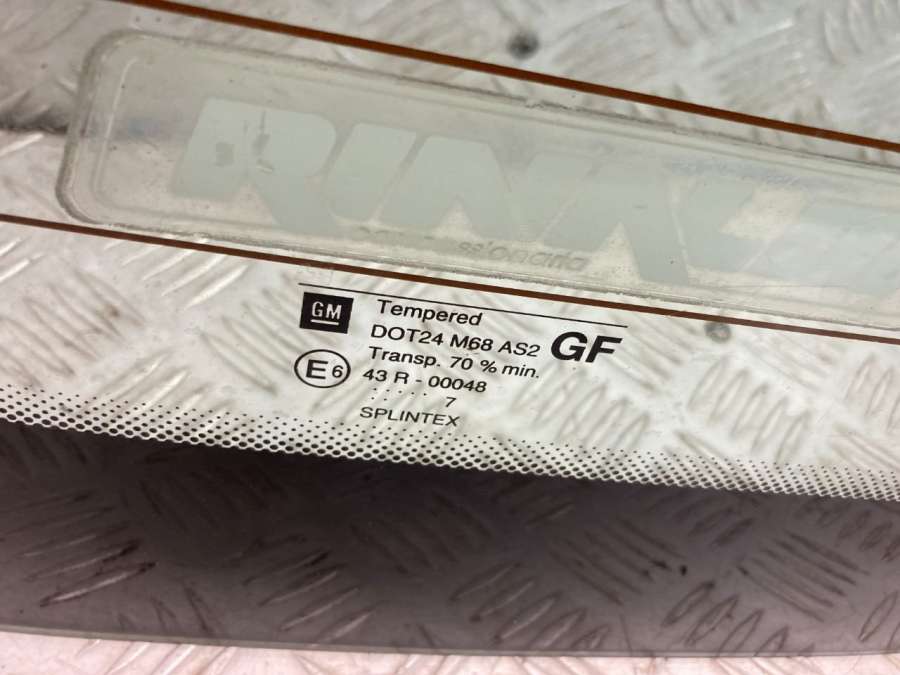 GM
Tempered
DOT24 M68 AS2
GF
Transp. 70 % min.
E6
43 R - 00048
. . . . . 7
SPLINTEX